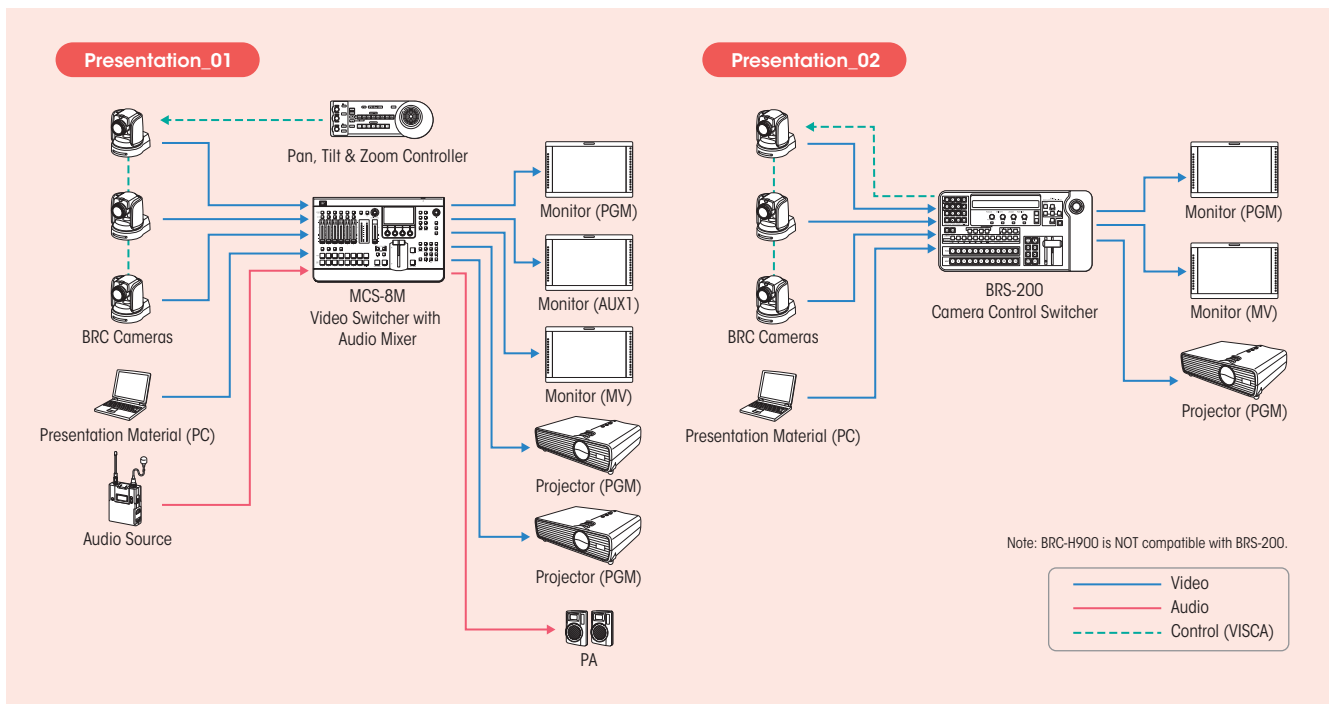 Presentation_01
Pan, Tilt & Zoom Controller
BRC Cameras
Presentation Material (PC)
Audio Source
MCS-8M
Video Switcher with
Audio Mixer
Monitor (PGM)
Monitor (AUX1)
Monitor (MV)
Projector (PGM)
Projector (PGM)
PA
Presentation_02
BRC Cameras
Presentation Material (PC)
BRS-200
Camera Control Switcher
Monitor (PGM)
Monitor (MV)
Projector (PGM)
Note: BRC-H900 is NOT compatible with BRS-200.
Video
Audio
Control (VISCA)